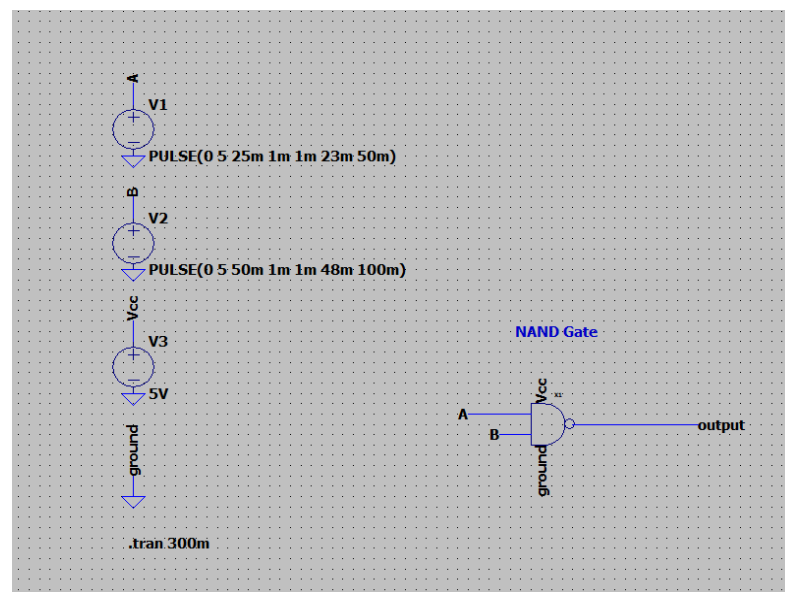 A
V1
PULSE(0 5 25m 1m 1m 23m 50m)
B
V2
PULSE(0 5 50m 1m 1m 48m 100m)
Vcc
V3
5V
ground
.tran 300m
NAND Gate
Vcc
X1
A
B
output
ground